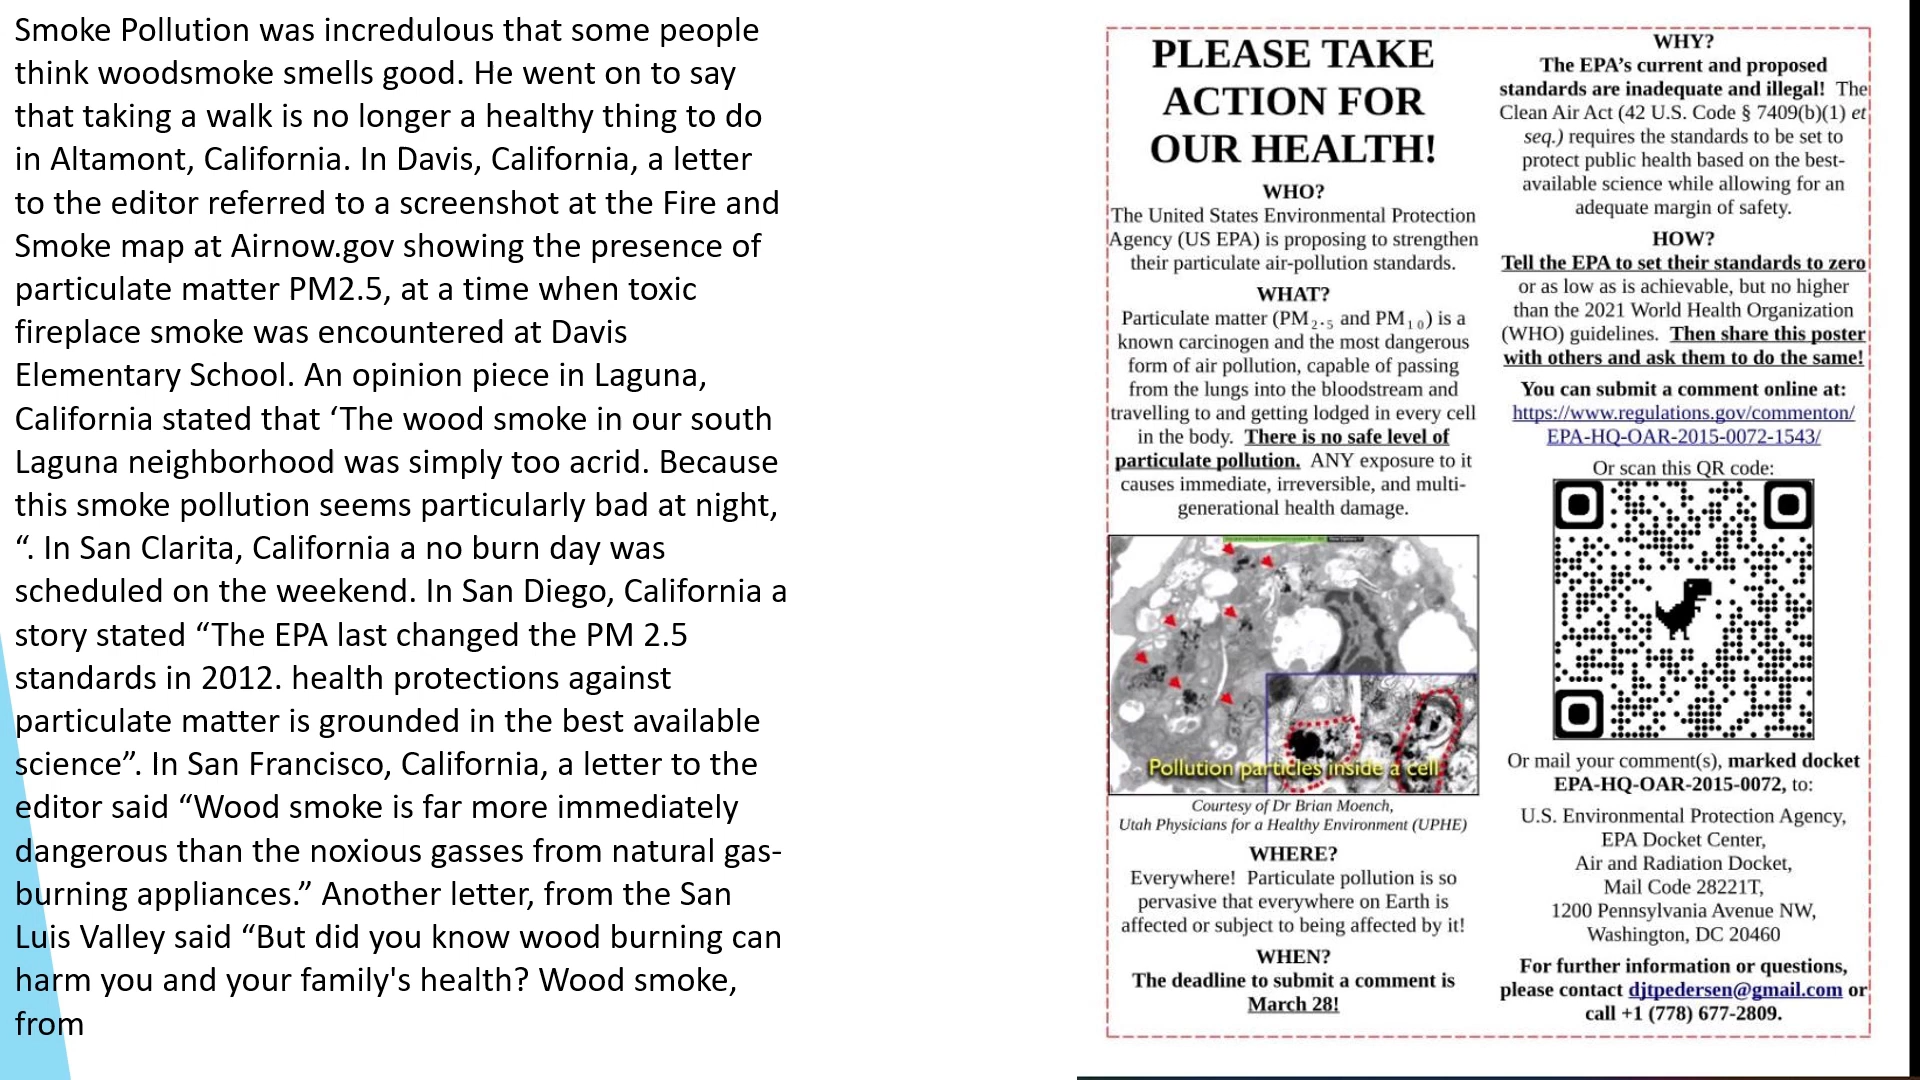 Smoke Pollution was incredulous that some people
think woodsmoke smells good. He went on to say
that taking a walk is no longer a healthy thing to do
in Altamont, California. In Davis, California, a letter
to the editor referred to a screenshot at the Fire and
Smoke map at Airnow.gov showing the presence of
particulate matter PM2.5, at a time when toxic
fireplace smoke was encountered at Davis
Elementary School. An opinion piece in Laguna,
California stated that ‘The wood smoke in our south
Laguna neighborhood was simply too acrid. Because
this smoke pollution seems particularly bad at night,
“. In San Clarita, California a no burn day was
scheduled on the weekend. In San Diego, California a
story stated “The EPA last changed the PM 2.5
standards in 2012. health protections against
particulate matter is grounded in the best available
science”. In San Francisco, California, a letter to the
editor said “Wood smoke is far more immediately
dangerous than the noxious gasses from natural gas-
burning appliances.” Another letter, from the San
Luis Valley said “But did you know wood burning can
harm you and your family's health? Wood smoke,
from
PLEASE TAKE
ACTION FOR
OUR HEALTH!
WHO?
The United States Environmental Protection
Agency (US EPA) is proposing to strengthen
their particulate air-pollution standards.
WHAT?
Particulate matter (PM2.5 and PM10) is a
known carcinogen and the most dangerous
form of air pollution, capable of passing
from the lungs into the bloodstream and
travelling to and getting lodged in every cell
in the body. There is no safe level of
particulate pollution. ANY exposure to it
causes immediate, irreversible, and multi-
generational health damage.
Pollution particles inside a cell
Courtesy of Dr Brian Moench,
Utah Physicians for a Healthy Environment (UPHE)
WHERE?
Everywhere! Particulate pollution is so
pervasive that everywhere on Earth is
affected or subject to being affected by it!
WHEN?
The deadline to submit a comment is
March 28!
WHY?
The EPA’s current and proposed
standards are inadequate and illegal! The
Clean Air Act (42 U.S. Code § 7409(b)(1) et
seq.) requires the standards to be set to
protect public health based on the best-
available science while allowing for an
adequate margin of safety.
HOW?
Tell the EPA to set their standards to zero
or as low as is achievable, but no higher
than the 2021 World Health Organization
(WHO) guidelines. Then share this poster
with others and ask them to do the same!
You can submit a comment online at:
https://www.regulations.gov/commenton/
EPA-HQ-OAR-2015-0072-1543/
Or scan this QR code:
Or mail your comment(s), marked docket
EPA-HQ-OAR-2015-0072, to:
U.S. Environmental Protection Agency,
EPA Docket Center,
Air and Radiation Docket,
Mail Code 28221T,
1200 Pennsylvania Avenue NW,
Washington, DC 20460
For further information or questions,
please contact djtpedersen@gmail.com or
call +1 (778) 677-2809.